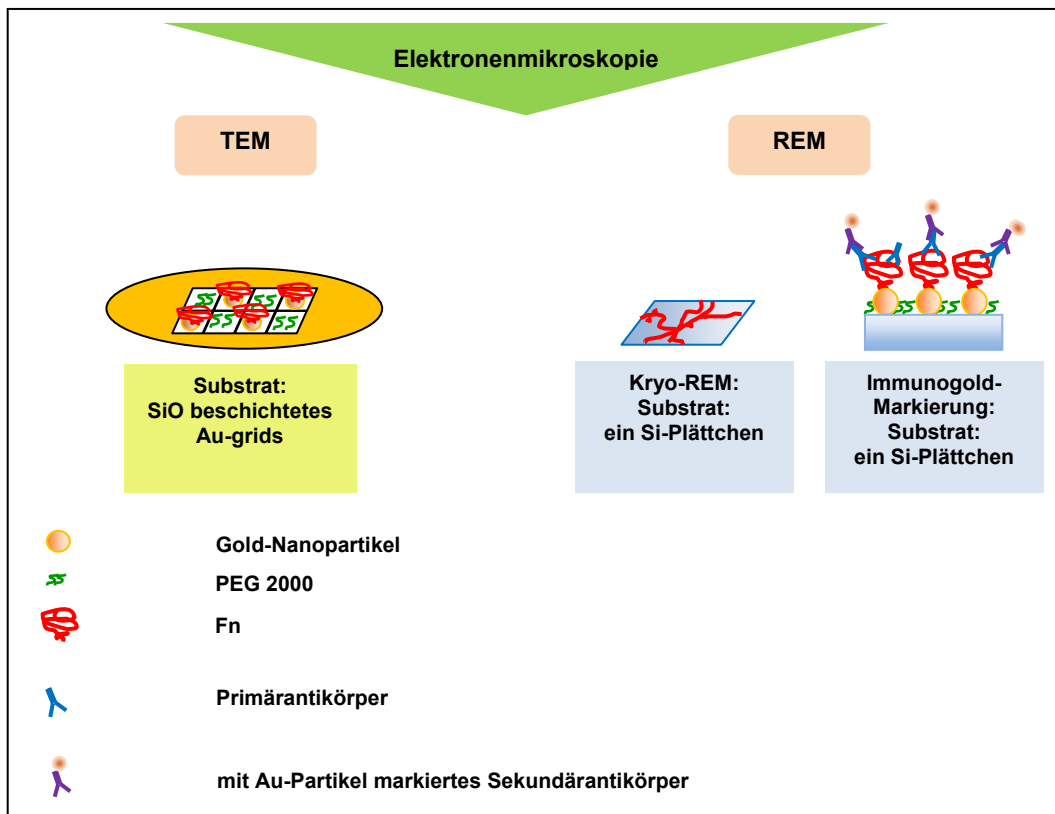 Elektronenmikroskopie
TEM
REM
Substrat:
SiO beschichtetes
Au-grids
Kryo-REM:
Substrat:
ein Si-Plättchen
Immunogold-
Markierung:
Substrat:
ein Si-Plättchen
Gold-Nanopartikel
PEG 2000
Fn
Primärantikörper
mit Au-Partikel markiertes Sekundärantikörper